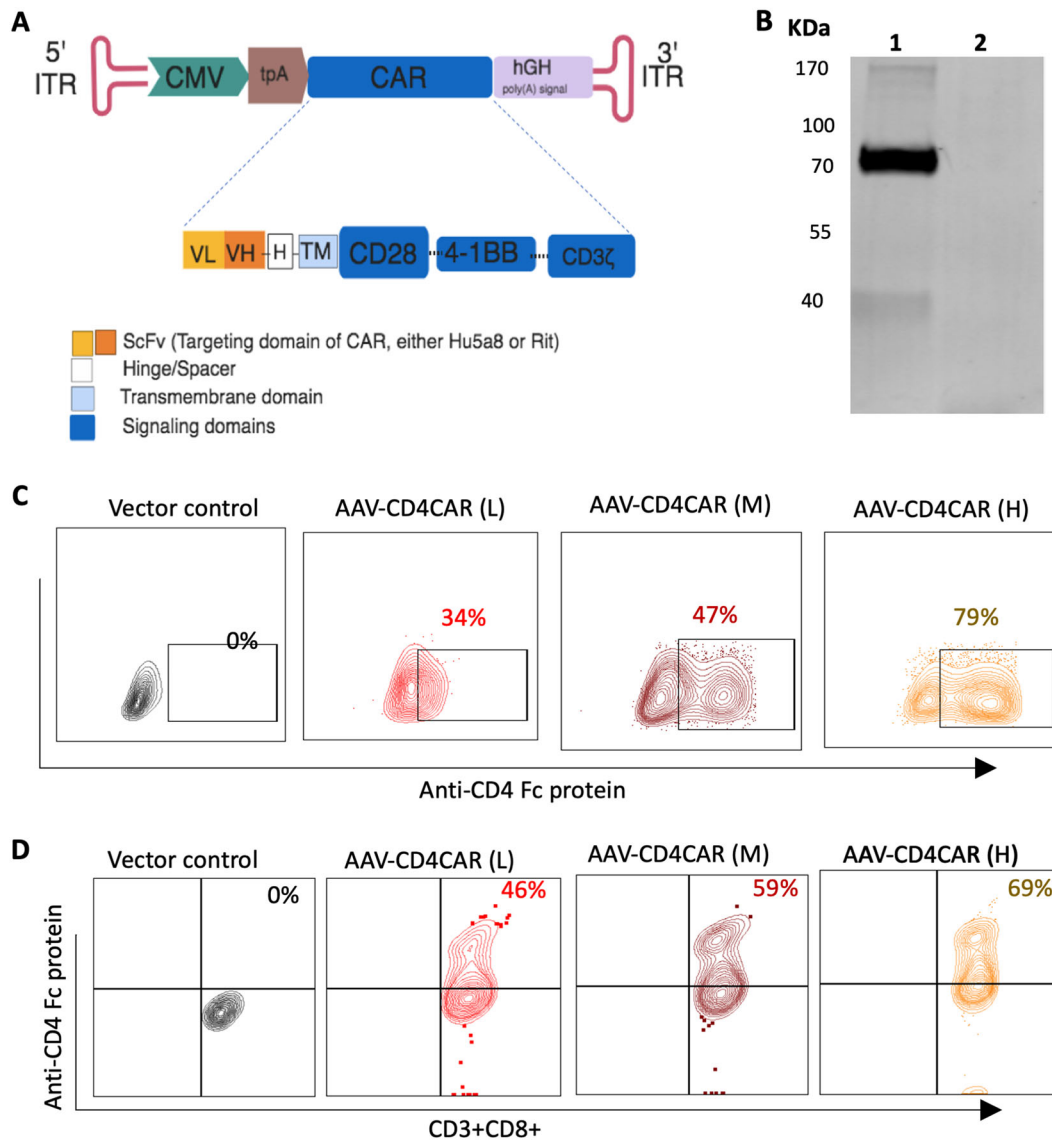 A
5'
ITR
CMV
tpA
CAR
hGH
poly(A) signal
3'
ITR
VL
VH
H
TM
CD28
4-1BB
CD3ζ
ScFv (Targeting domain of CAR, either Hu5a8 or Rit)
Hinge/Spacer
Transmembrane domain
Signaling domains
B
KDa
1
2
170
100
70
55
40
C
Vector control
AAV-CD4CAR (L)
AAV-CD4CAR (M)
AAV-CD4CAR (H)
0%
34%
47%
79%
Anti-CD4 Fc protein
D
Vector control
AAV-CD4CAR (L)
AAV-CD4CAR (M)
AAV-CD4CAR (H)
0%
46%
59%
69%
Anti-CD4 Fc protein
CD3+CD8+